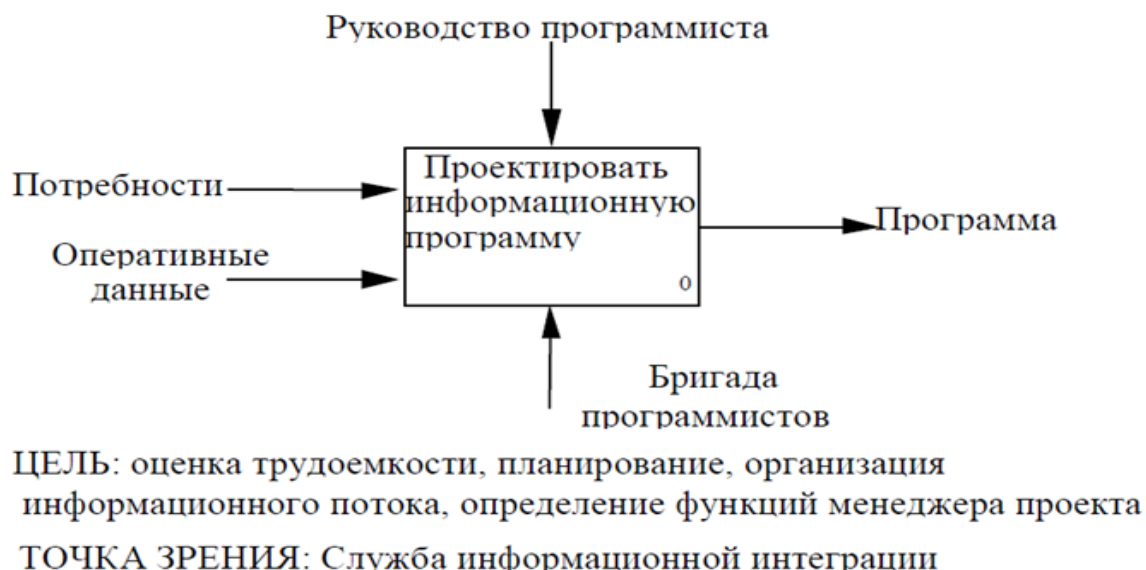 Руководство программиста
Проектировать
информационную
программу
0
Потребности
Оперативные
данные
Программа
Бригада
программистов
ЦЕЛЬ: оценка трудоемкости, планирование, организация
информационного потока, определение функций менеджера проекта
ТОЧКА ЗРЕНИЯ: Служба информационной интеграции